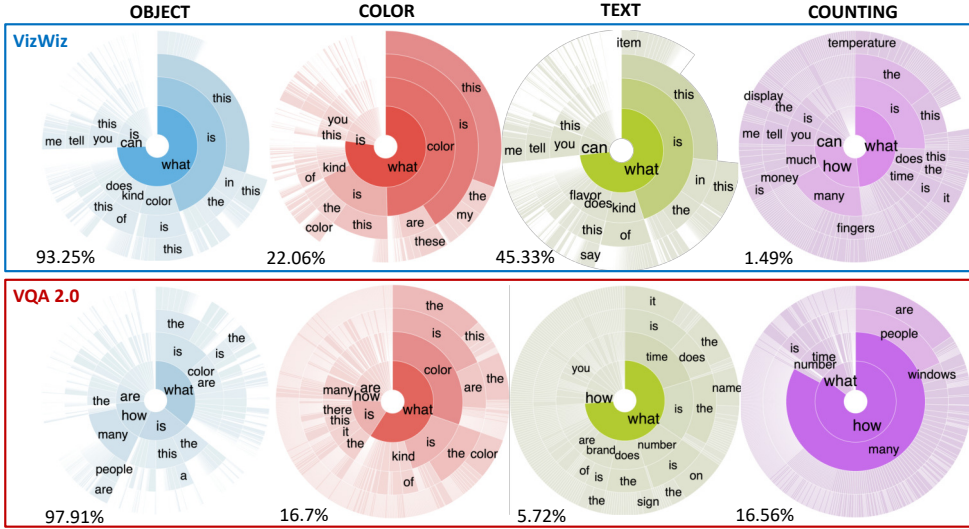 OBJECT COLOR TEXT COUNTING
VizWiz
this
is
what
can
is
this
you
tell
me
does
kind
color
this
of
is
this
in
the
this
93.25%
this
is
color
what
is
you
this
kind
of
is
the
this
color
are
these
the
my
22.06%
item
this
is
what
can
this
you
tell
me
flavor
does
kind
this
of
say
in
the
this
45.33%
temperature
the
is
this
what
can
how
display
the
is
you
tell
me
much
money
is
many
fingers
does
this
time
the
is
it
1.49%
VQA 2.0
the
is
what
the
is
color
are
are
the
how
is
many
the
this
people
a
are
97.91%
the
is
this
color
what
are
the
are
many
how
there
is
this
it
the
kind
is
of
the color
16.7%
it
is
time
the
does
you
how
what
name
is
the
are
brand
number
does
of
is
the
is
on
the
sign
the
5.72%
are
people
windows
is
time
number
what
how
many
16.56%